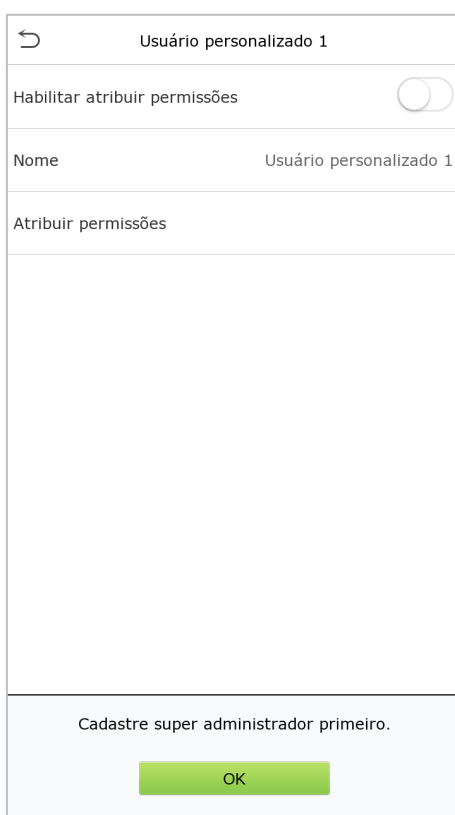 Usuário personalizado 1
Habilitar atribuir permissões
Nome Usuário personalizado 1
Atribuir permissões
Cadastre super administrador primeiro.
OK